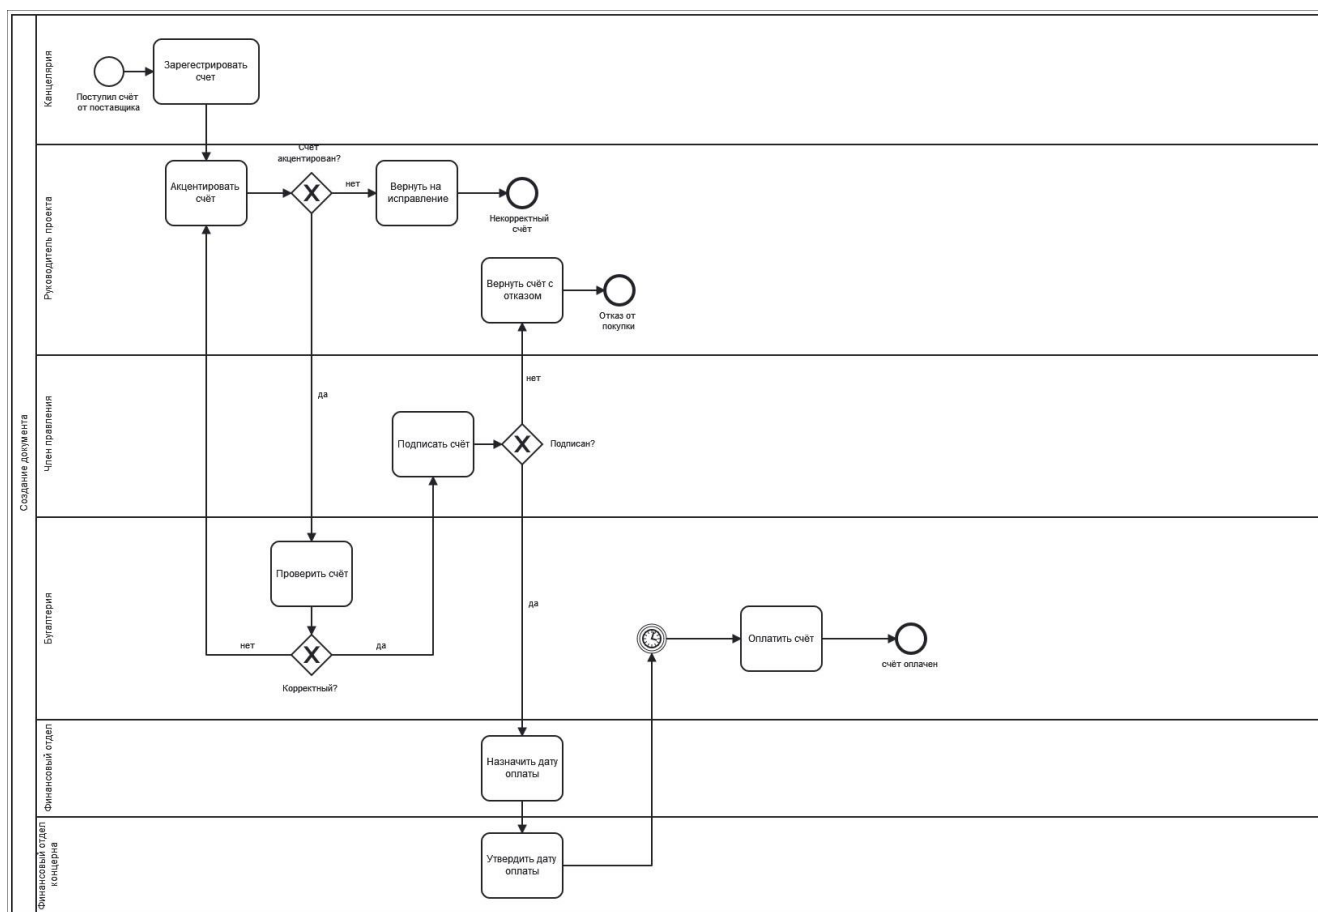 Создание документа
Канцелярия
Поступил счёт
от поставщика
Зарегестрировать
счет
Руководитель проекта
Акцентировать
счёт
Счёт
акцентирован?
нет
Вернуть на
исправление
Некорректный
счёт
Вернуть счёт с
отказом
Отказ от
покупки
Член правления
да
Подписать счёт
нет
Подписан?
Бугалтерия
Проверить счёт
нет
да
Корректный?
да
Оплатить счёт
счёт оплачен
Финансовый отдел
Назначить дату
оплаты
Финансовый отдел
концерна
Утвердить дату
оплаты